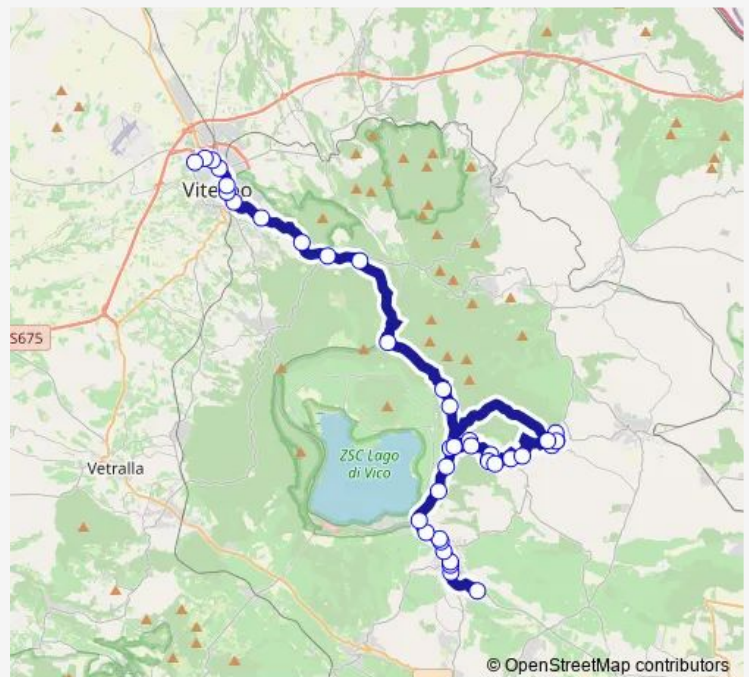 Viterbo
S675
ZSC Lago
di Vico
Vetralla
© OpenStreetMap contributors